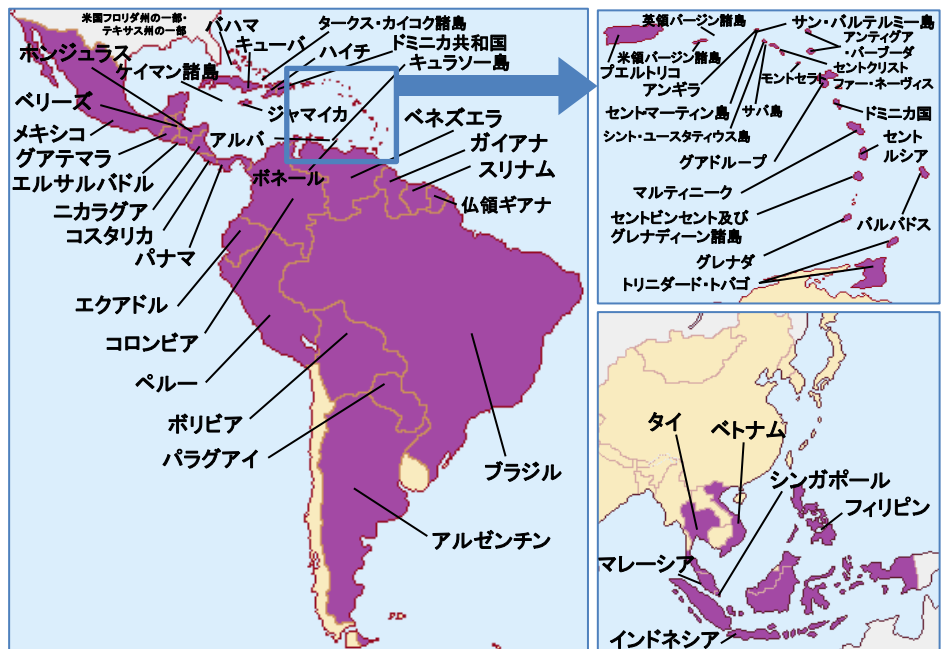 米国フロリダ州の一部・
テキサス州の一部
バハマ
キューバ
タークス・カイコク諸島
ハイチ
ドミニカ共和国
キュラソー島
ホンジュラス
ケイマン諸島
ジャマイカ
ベリーズ
メキシコ
アルバ
ベネズエラ
グアテマラ
ガイアナ
エルサルバドル
ボネール
スリナム
ニカラグア
仏領ギアナ
コスタリカ
パナマ
エクアドル
コロンビア
ペルー
ボリビア
パラグアイ
ブラジル
アルゼンチン
英領バージン諸島
サン・バルテルミー島
アンティグア
・バーブーダ
米領バージン諸島
プエルトリコ
アンギラ
モントセラト
セントクリスト
ファー・ネーヴィス
セントマーティン島
サバ島
ドミニカ国
シント・ユースタティウス島
グアドループ
セント
ルシア
マルティニーク
セントビンセント及び
グレナディーン諸島
バルバドス
グレナダ
トリニダード・トバゴ
タイ
ベトナム
シンガポール
フィリピン
マレーシア
インドネシア